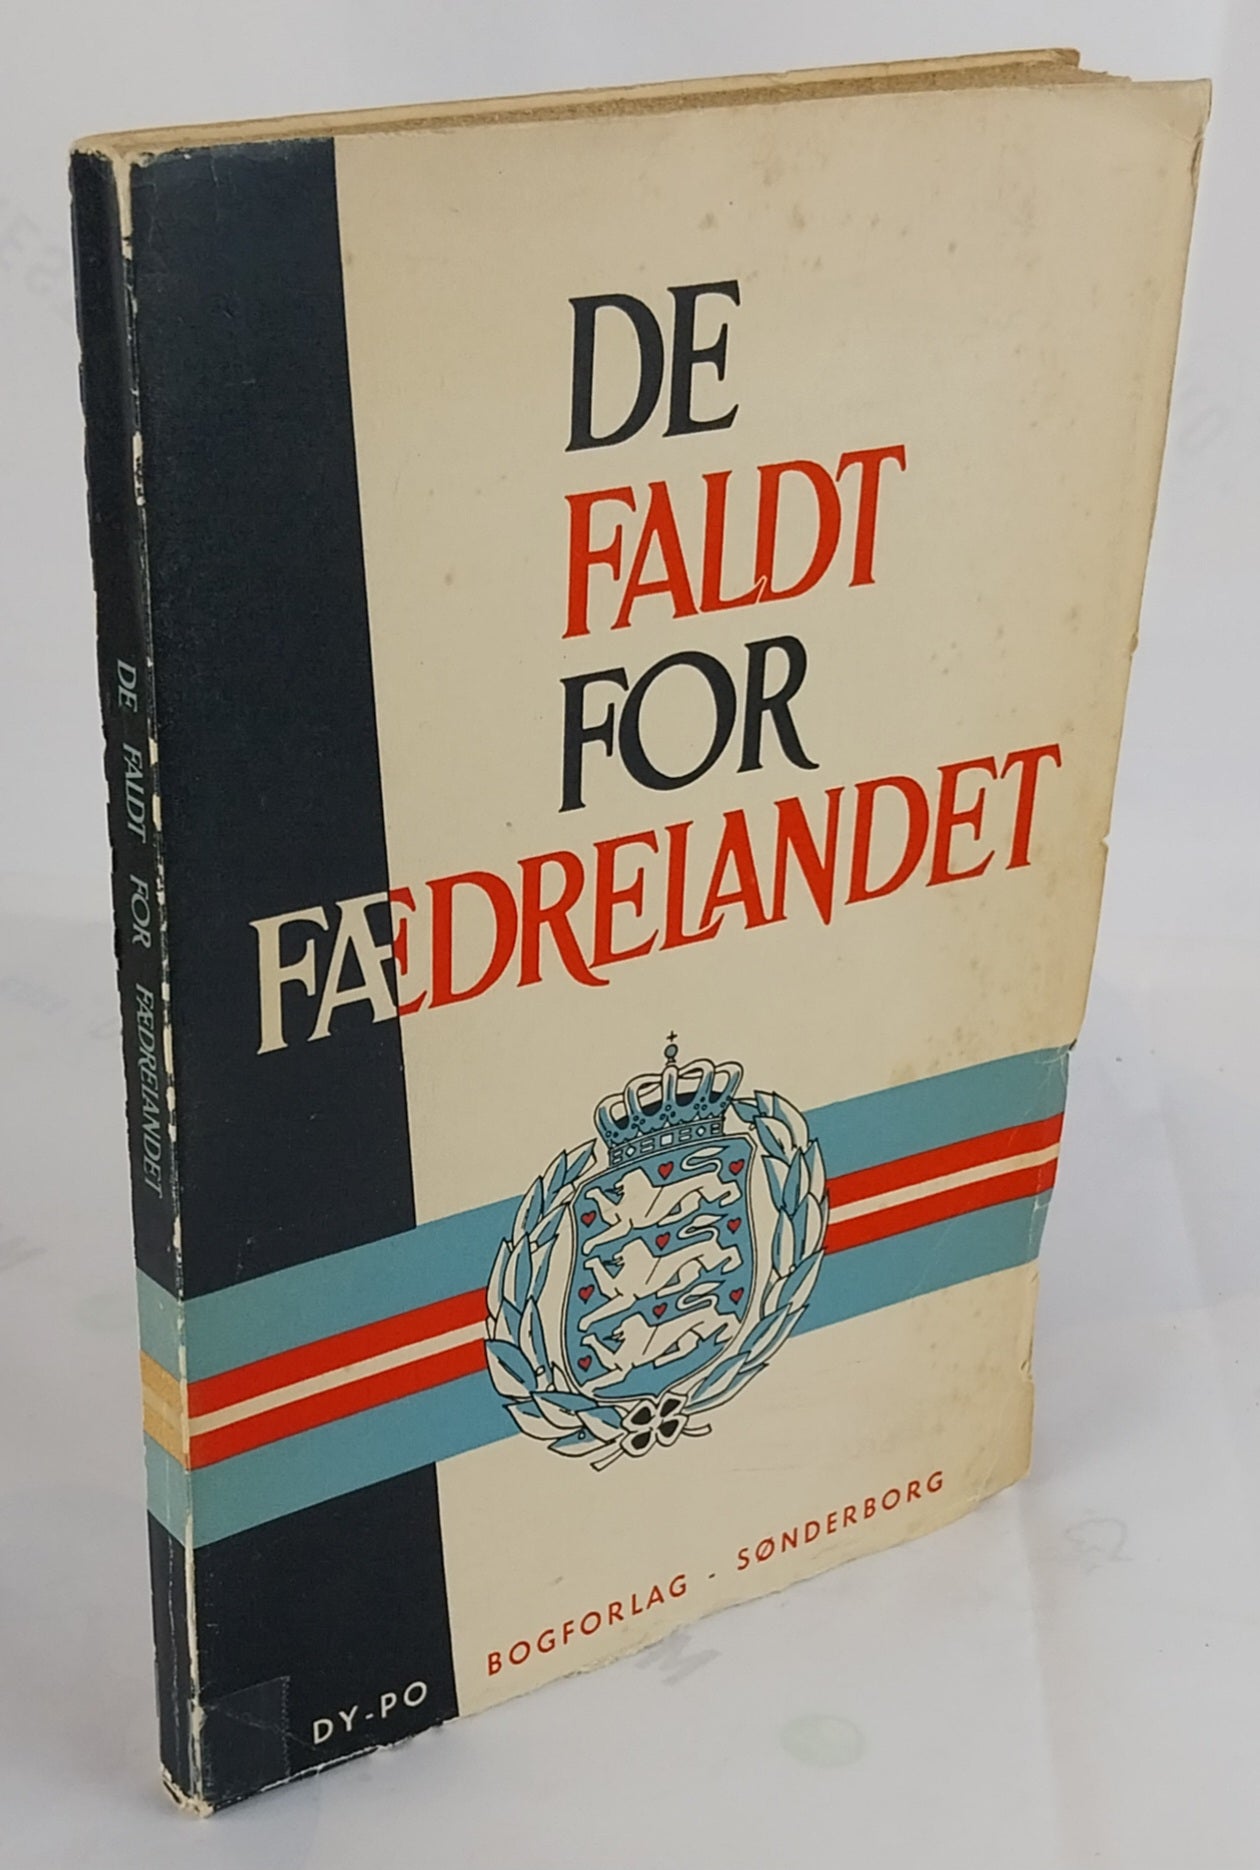 DE
FALDT
FOR
FÆDRELANDET
DY-PO BOGFORLAG - SØNDERBORG
DE FALDT FOR FÆDRELANDET